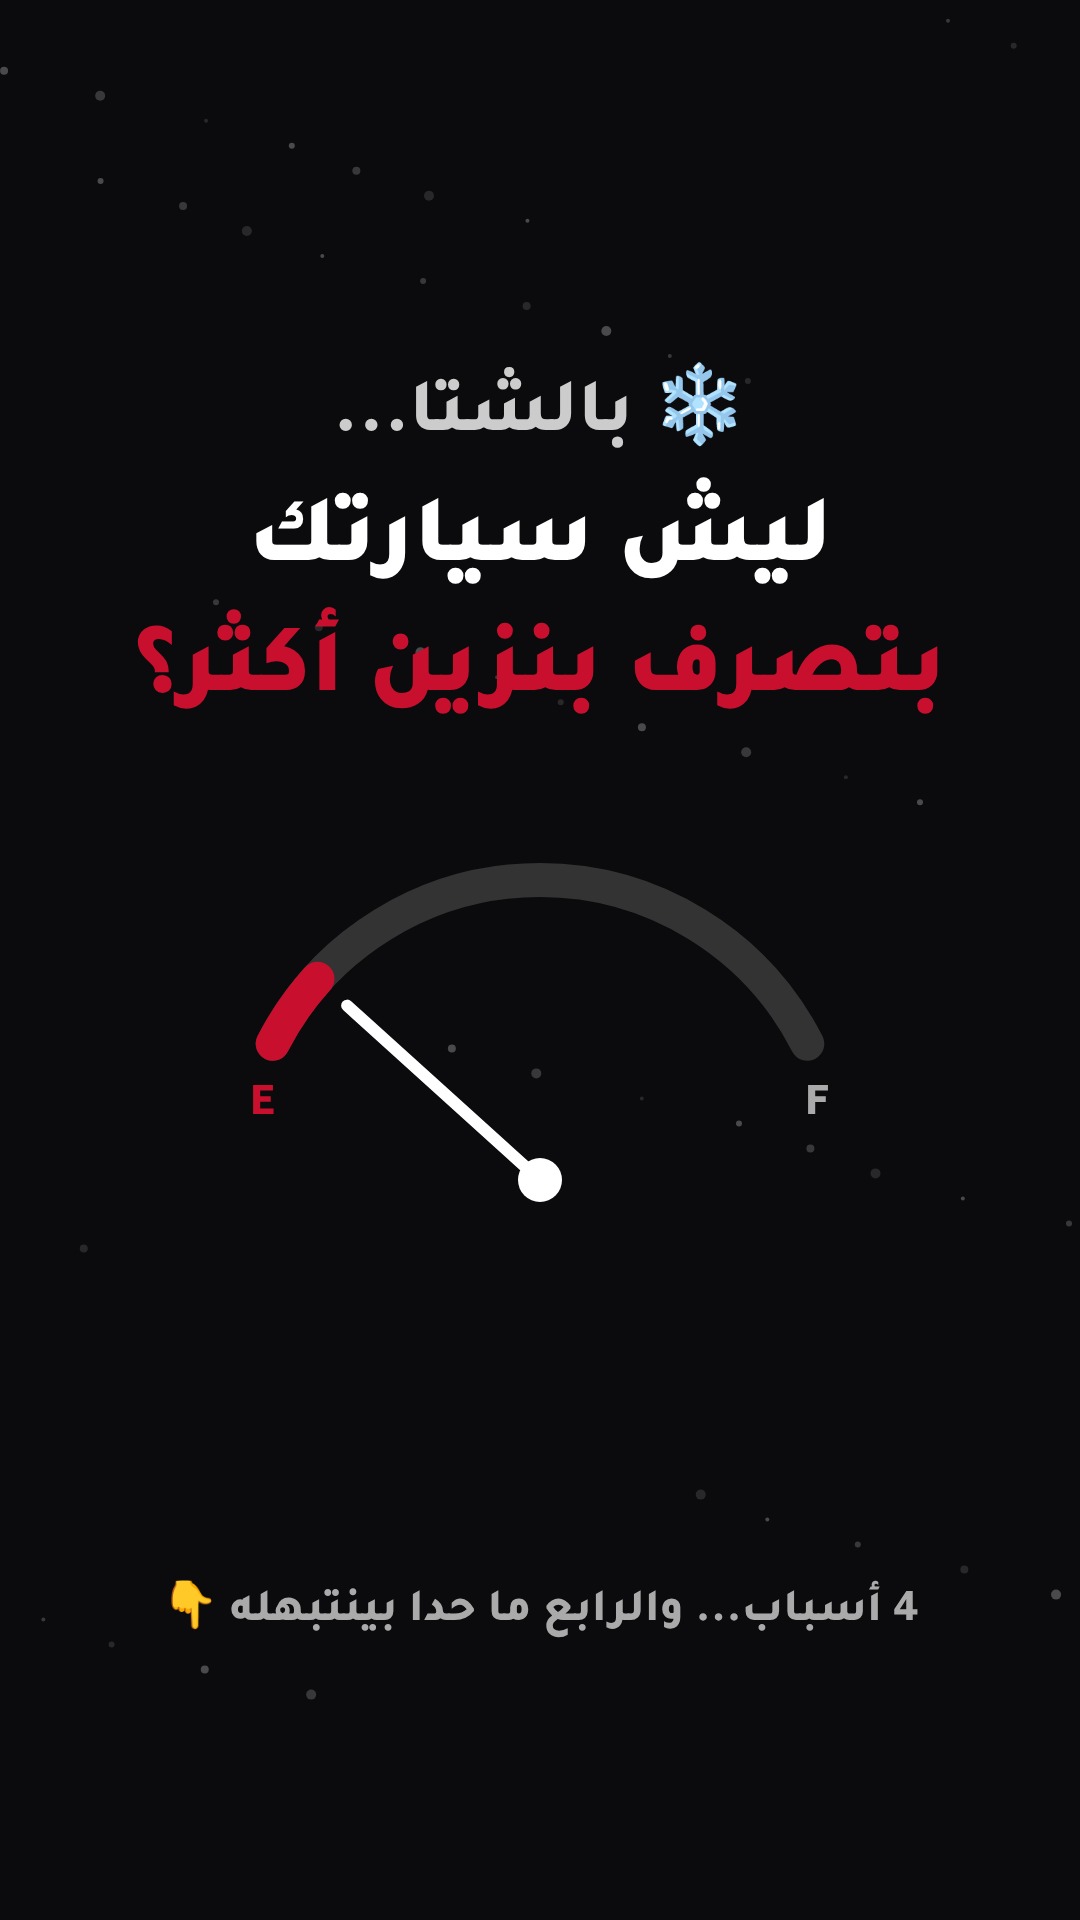 ❄️ بالشتا...
ليش سيارتك
بتصرف بنزين أكثر؟
E
F
4 أسباب... والرابع ما حدا بينتبهله 👇